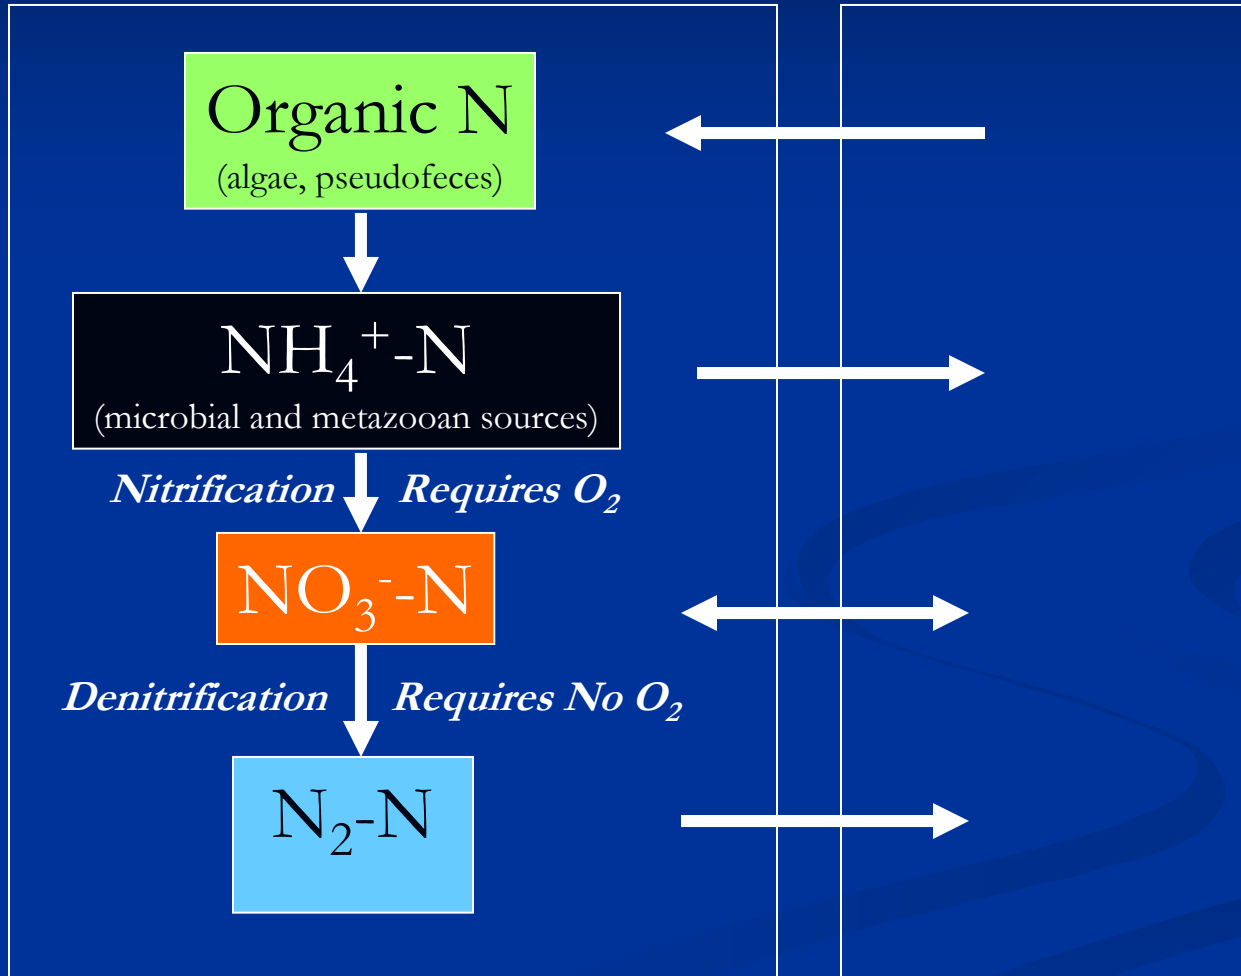 Organic N
(algae, pseudofeces)
NH₄⁺-N
(microbial and metazooan sources)
Nitrification Requires O₂
NO₃⁻-N
Denitrification Requires No O₂
N₂-N